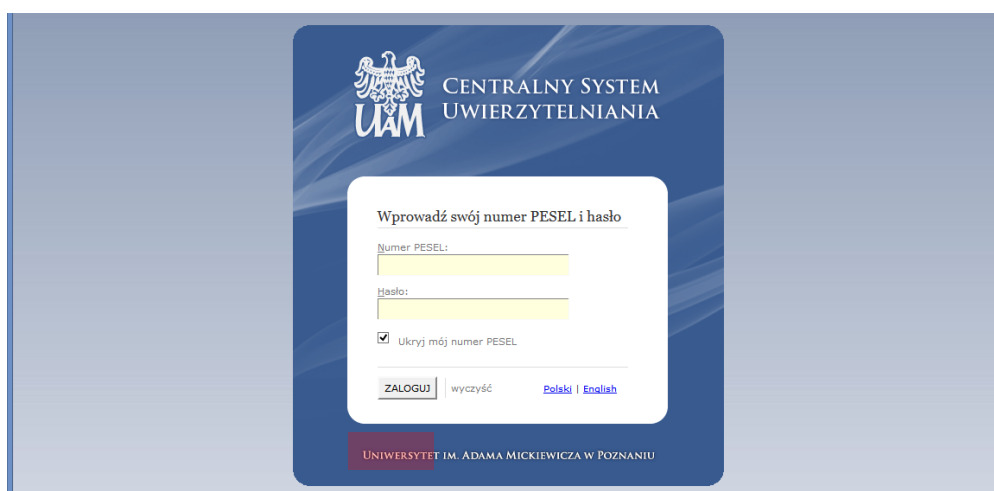 UAM
CENTRALNY SYSTEM
UWIERZYTELNIANIA
Wprowadź swój numer PESEL i hasło
Numer PESEL:
Hasło:
Ukryj mój numer PESEL
ZALOGUJ wyczyść Polski | English
UNIWERSYTET IM. ADAMA MICKIEWICZA W POZNANIU